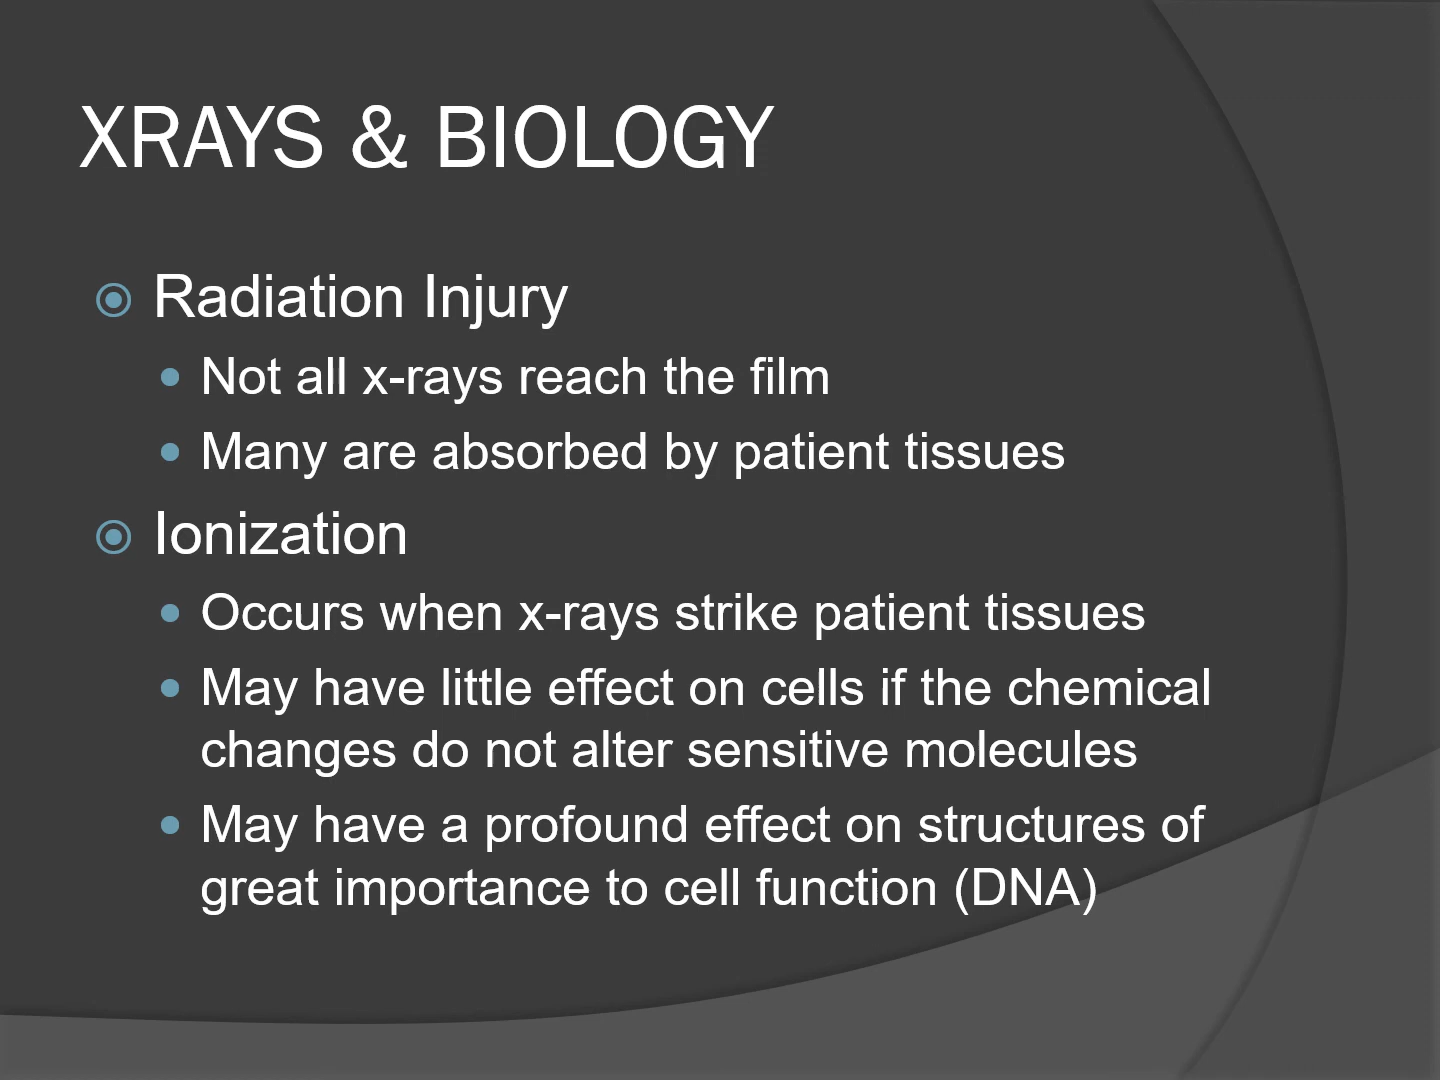 XRAYS & BIOLOGY
Radiation Injury
Not all x-rays reach the film
Many are absorbed by patient tissues
Ionization
Occurs when x-rays strike patient tissues
May have little effect on cells if the chemical
changes do not alter sensitive molecules
May have a profound effect on structures of
great importance to cell function (DNA)